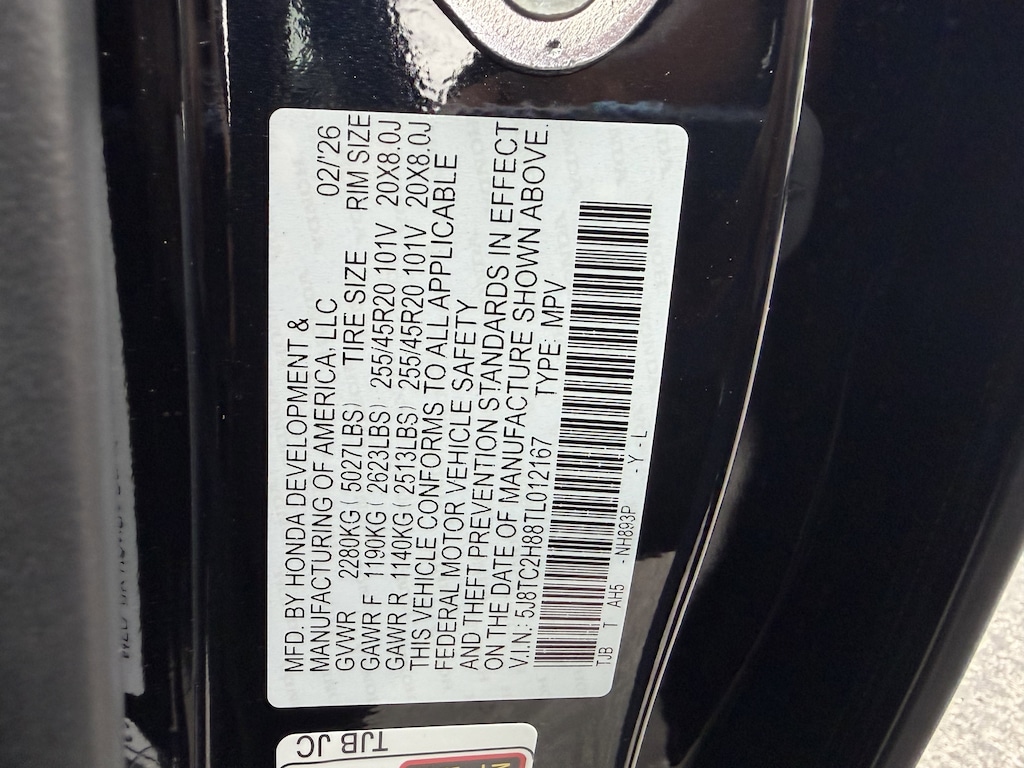 MFD. BY HONDA DEVELOPMENT &
MANUFACTURING OF AMERICA, LLC 02/'26
GVWR 2280KG ( 5027LBS) TIRE SIZE RIM SIZE
GAWR F 1190KG ( 2623LBS) 255/45R20 101V 20X8.0J
GAWR R 1140KG ( 2513LBS) 255/45R20 101V 20X8.0J
THIS VEHICLE CONFORMS TO ALL APPLICABLE
FEDERAL MOTOR VEHICLE SAFETY
AND THEFT PREVENTION STANDARDS IN EFFECT
ON THE DATE OF MANUFACTURE SHOWN ABOVE.
V.I.N.: 5J8TC2H88TL012167 TYPE: MPV
TJB T AH5 -NH893P Y - L
TJB JC